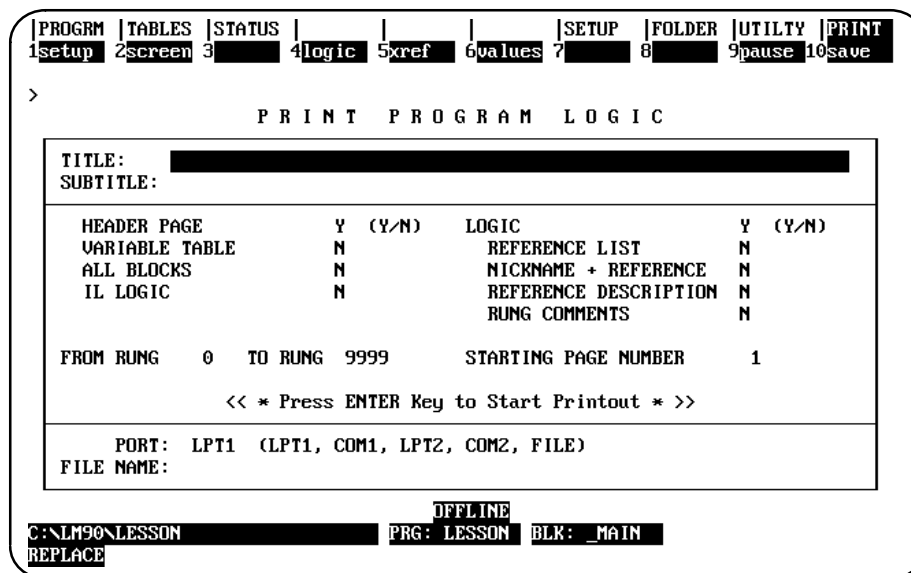 |PROGRM |TABLES |STATUS | | | |SETUP |FOLDER |UTILTY |PRINT
1setup 2screen 3 4logic 5xref 6values 7 8 9pause 10save
>
P R I N T P R O G R A M L O G I C
TITLE:
SUBTITLE:
HEADER PAGE Y (Y/N) LOGIC Y (Y/N)
VARIABLE TABLE N REFERENCE LIST N
ALL BLOCKS N NICKNAME + REFERENCE N
IL LOGIC N REFERENCE DESCRIPTION N
RUNG COMMENTS N
FROM RUNG 0 TO RUNG 9999 STARTING PAGE NUMBER 1
<< * Press ENTER Key to Start Printout * >>
PORT: LPT1 (LPT1, COM1, LPT2, COM2, FILE)
FILE NAME:
OFFLINE
C:\LM90\LESSON PRG: LESSON BLK: _MAIN
REPLACE